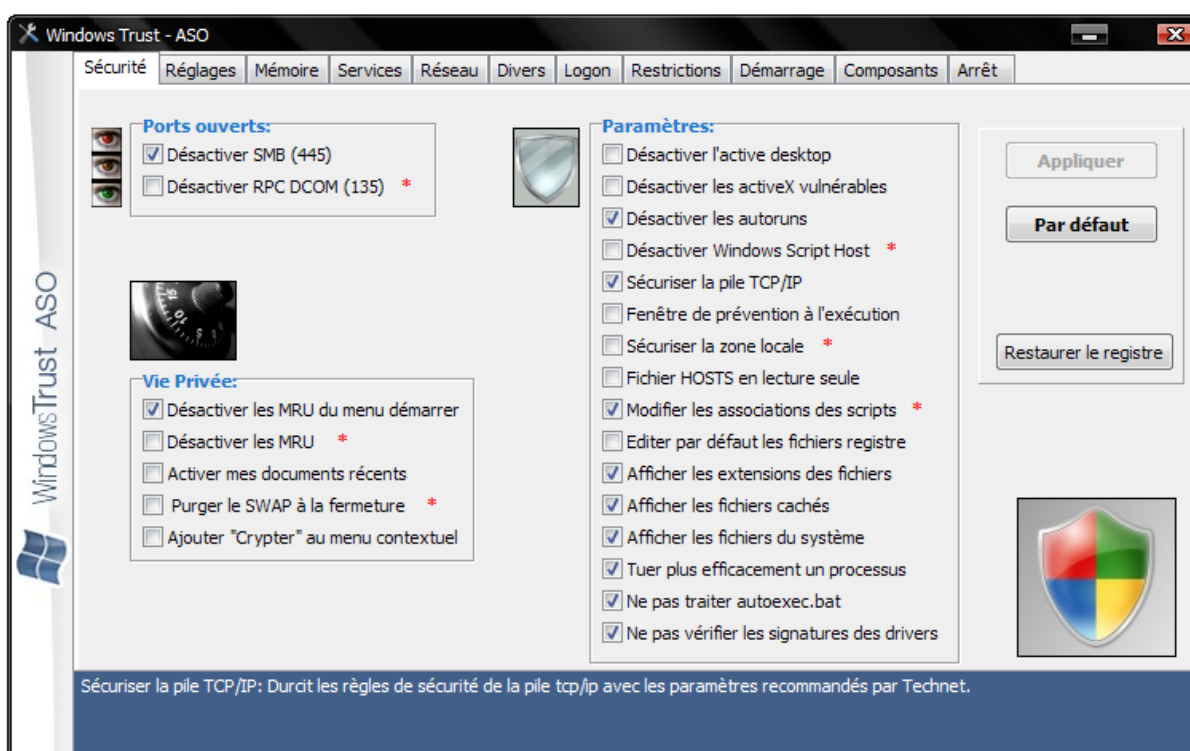 Windows Trust - ASO
Sécurité Réglages Mémoire Services Réseau Divers Logon Restrictions Démarrage Composants Arrêt
Ports ouverts:
Désactiver SMB (445)
Désactiver RPC DCOM (135) *
Vie Privée:
Désactiver les MRU du menu démarrer
Désactiver les MRU *
Activer mes documents récents
Purger le SWAP à la fermeture *
Ajouter "Crypter" au menu contextuel
Paramètres:
Désactiver l'active desktop
Désactiver les activeX vulnérables
Désactiver les autoruns
Désactiver Windows Script Host *
Sécuriser la pile TCP/IP
Fenêtre de prévention à l'exécution
Sécuriser la zone locale *
Fichier HOSTS en lecture seule
Modifier les associations des scripts *
Editer par défaut les fichiers registre
Afficher les extensions des fichiers
Afficher les fichiers cachés
Afficher les fichiers du système
Tuer plus efficacement un processus
Ne pas traiter autoexec.bat
Ne pas vérifier les signatures des drivers
Appliquer
Par défaut
Restaurer le registre
WindowsTrust ASO
Sécuriser la pile TCP/IP: Durcit les règles de sécurité de la pile tcp/ip avec les paramètres recommandés par Technet.